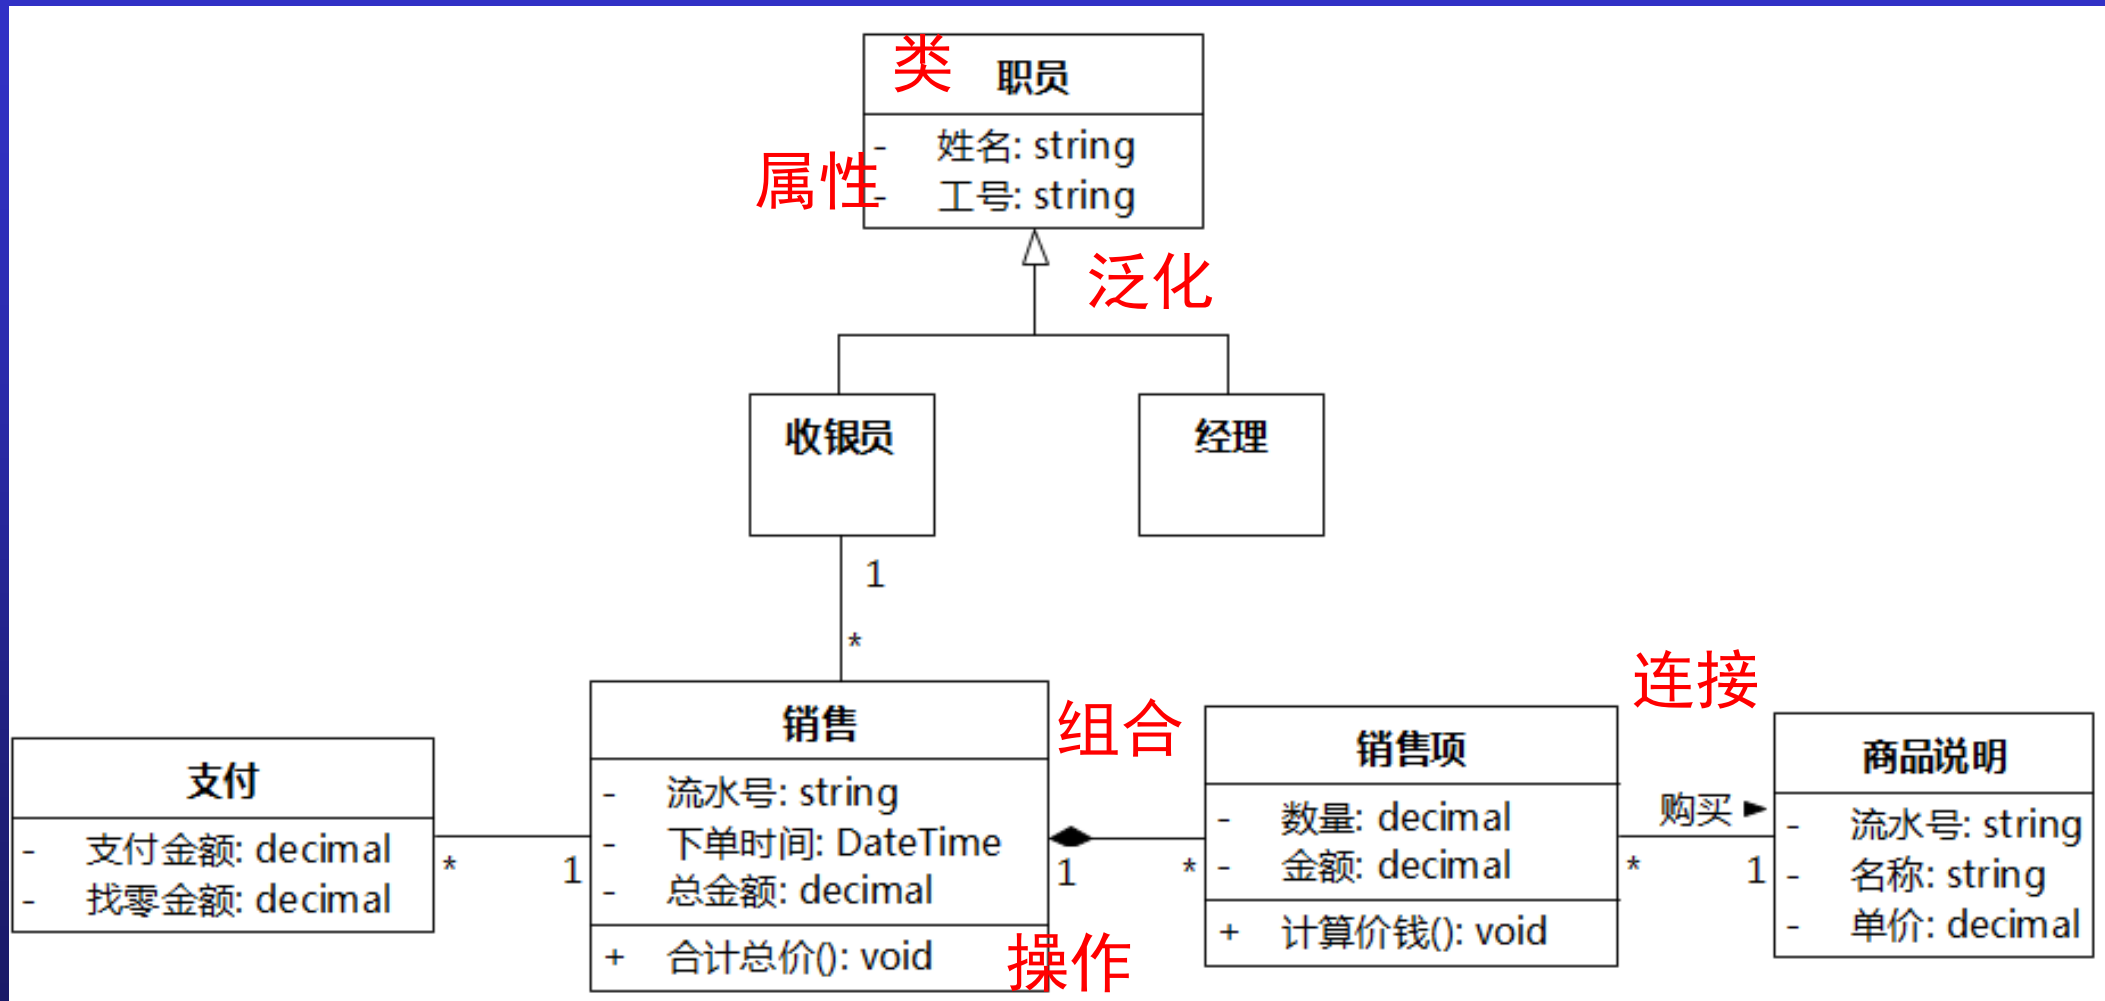 类
职员
属性
- 姓名: string
- 工号: string
泛化
收银员
经理
1
*
支付
- 支付金额: decimal
- 找零金额: decimal
*
1
销售
- 流水号: string
- 下单时间: DateTime
- 总金额: decimal
+ 合计总价(): void
操作
组合
1
*
销售项
- 数量: decimal
- 金额: decimal
+ 计算价钱(): void
连接
购买
*
1
商品说明
- 流水号: string
- 名称: string
- 单价: decimal